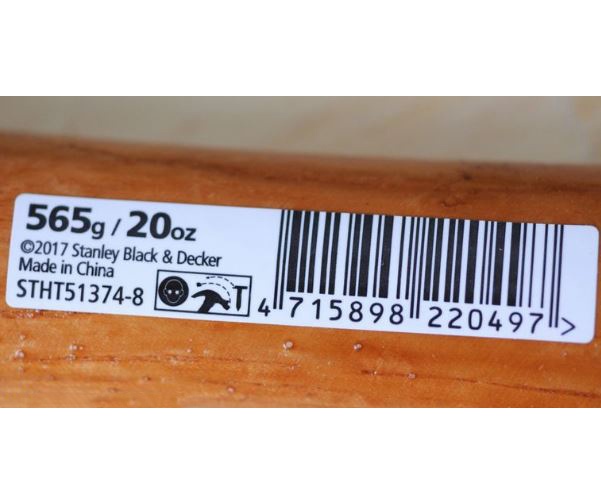 565g / 20oz
©2017 Stanley Black & Decker
Made in China
STHT51374-8
T
4 715898 220497 >